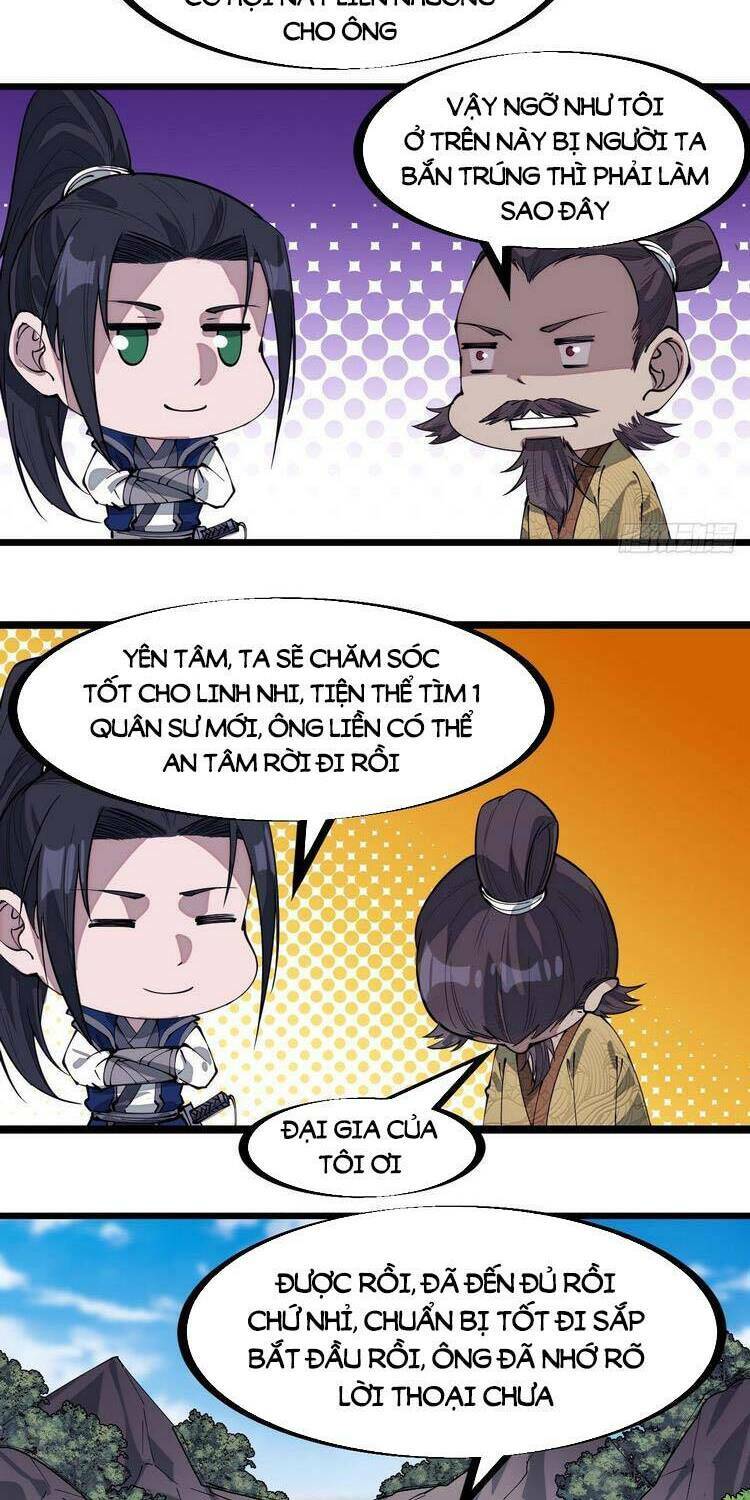 CHO ÔNG
VẬY NGỠ NHƯ TÔI
Ở TRÊN NÀY BỊ NGƯỜI TA
BẮN TRÚNG THÌ PHẢI LÀM
SAO ĐÂY
YÊN TÂM, TA SẼ CHĂM SÓC
TỐT CHO LINH NHI, TIỆN THỂ TÌM 1
QUÂN SƯ MỚI, ÔNG LIỀN CÓ THỂ
AN TÂM RỜI ĐI RỒI
ĐẠI GIA CỦA
TÔI ƠI
ĐƯỢC RỒI, ĐÃ ĐẾN ĐỦ RỒI
CHỨ NHỈ, CHUẨN BỊ TỐT ĐI SẮP
BẮT ĐẦU RỒI, ÔNG ĐÃ NHỚ RÕ
LỜI THOẠI CHƯA